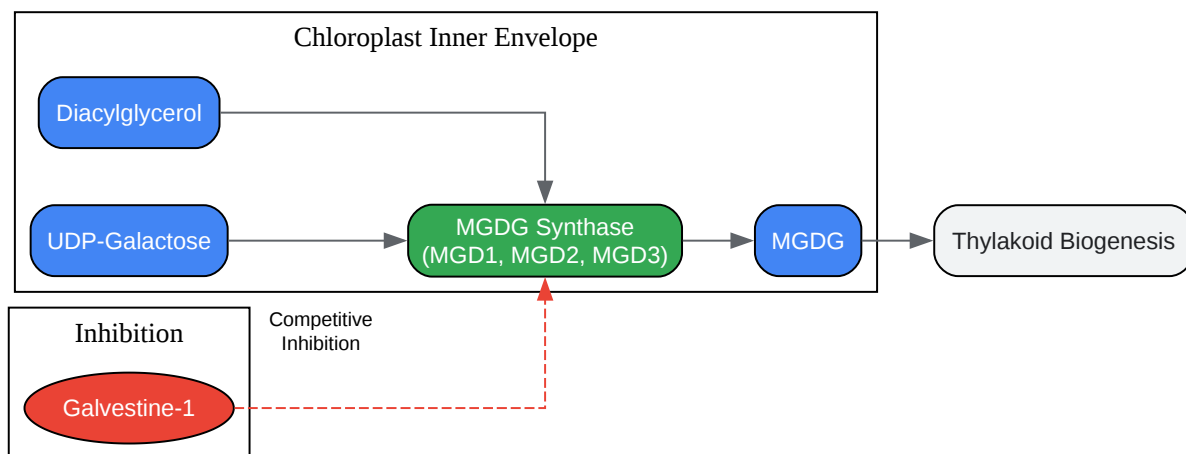 Chloroplast Inner Envelope
Diacylglycerol
UDP-Galactose
MGDG Synthase
(MGD1, MGD2, MGD3)
MGDG
Thylakoid Biogenesis
Inhibition
Competitive
Inhibition
Galvestine-1